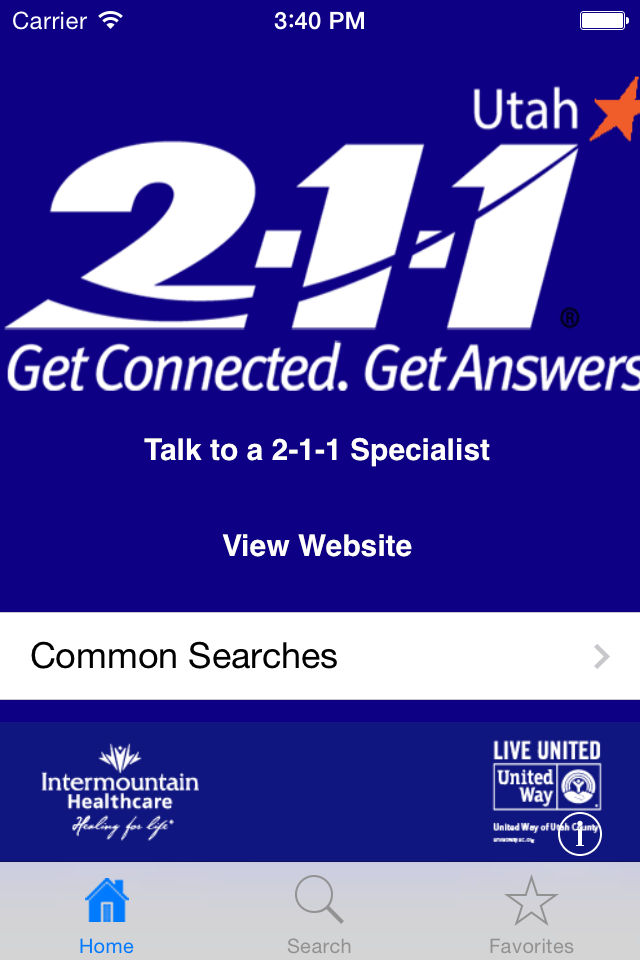 Carrier 3:40 PM
Utah
2-1-1 ®
Get Connected. Get Answers
Talk to a 2-1-1 Specialist
View Website
Common Searches
Intermountain
Healthcare
Healing for life®
LIVE UNITED
United
Way
United Way of Utah County
i
Home Search Favorites